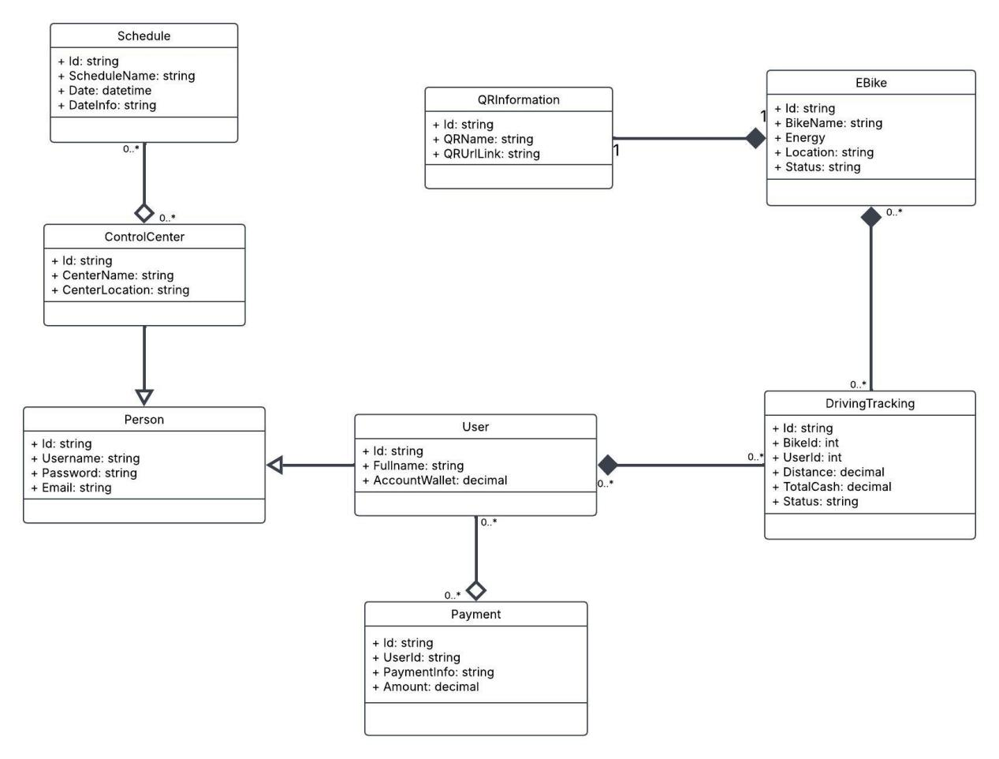 Schedule
+ Id: string
+ ScheduleName: string
+ Date: datetime
+ DateInfo: string
0..*
0..*
ControlCenter
+ Id: string
+ CenterName: string
+ CenterLocation: string
QRInformation
+ Id: string
+ QRName: string
+ QRUrlLink: string
1
1
EBike
+ Id: string
+ BikeName: string
+ Energy
+ Location: string
+ Status: string
0..*
0..*
Person
+ Id: string
+ Username: string
+ Password: string
+ Email: string
User
+ Id: string
+ Fullname: string
+ AccountWallet: decimal
0..*
0..*
DrivingTracking
+ Id: string
+ BikeId: int
+ UserId: int
+ Distance: decimal
+ TotalCash: decimal
+ Status: string
0..*
0..*
Payment
+ Id: string
+ UserId: string
+ PaymentInfo: string
+ Amount: decimal